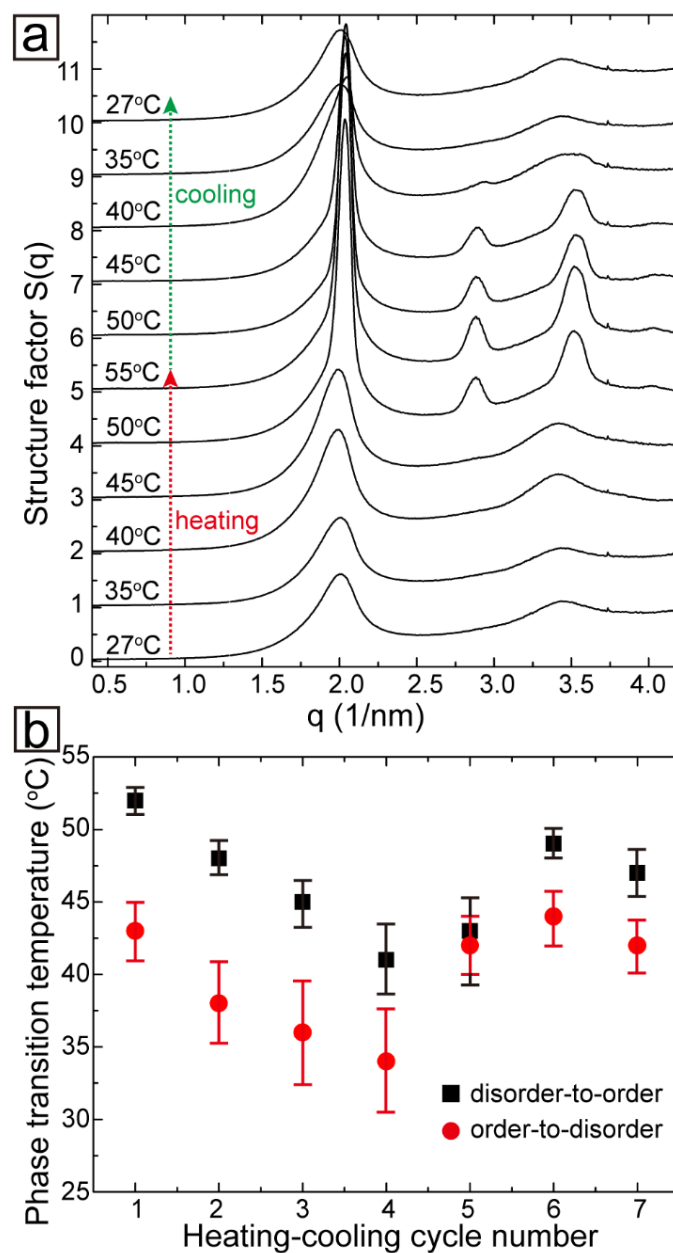 a
Structure factor S(q)
11
10
9
8
7
6
5
4
3
2
1
0
27°C
35°C
cooling
40°C
45°C
50°C
55°C
50°C
45°C
heating
40°C
35°C
27°C
0.5 1.0 1.5 2.0 2.5 3.0 3.5 4.0
q (1/nm)
b
Phase transition temperature (°C)
55
50
45
40
35
30
25
disorder-to-order
order-to-disorder
1 2 3 4 5 6 7
Heating-cooling cycle number